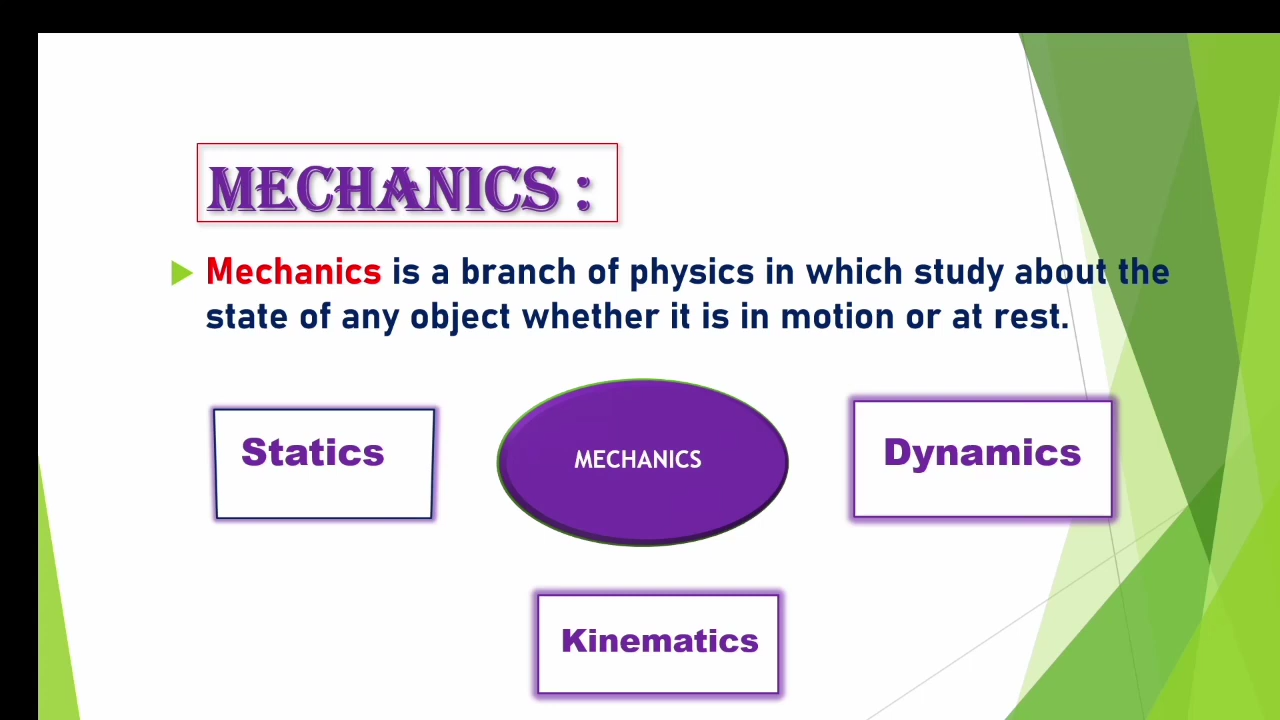 MECHANICS :
Mechanics is a branch of physics in which study about the
state of any object whether it is in motion or at rest.
Statics
MECHANICS
Dynamics
Kinematics